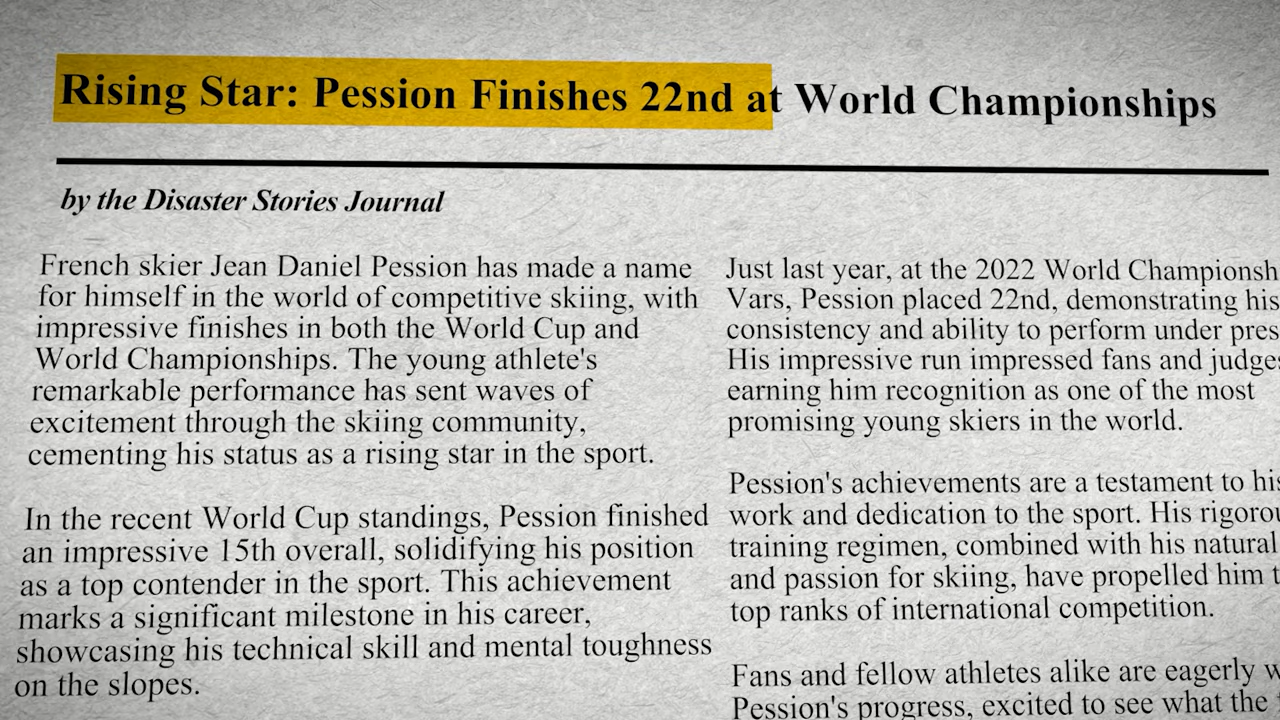 Rising Star: Pession Finishes 22nd at World Championships
by the Disaster Stories Journal
French skier Jean Daniel Pession has made a name
for himself in the world of competitive skiing, with
impressive finishes in both the World Cup and
World Championships. The young athlete's
remarkable performance has sent waves of
excitement through the skiing community,
cementing his status as a rising star in the sport.
In the recent World Cup standings, Pession finished
an impressive 15th overall, solidifying his position
as a top contender in the sport. This achievement
marks a significant milestone in his career,
showcasing his technical skill and mental toughness
on the slopes.
Just last year, at the 2022 World Championsh
Vars, Pession placed 22nd, demonstrating his
consistency and ability to perform under pres
His impressive run impressed fans and judge
earning him recognition as one of the most
promising young skiers in the world.
Pession's achievements are a testament to his
work and dedication to the sport. His rigorou
training regimen, combined with his natural
and passion for skiing, have propelled him t
top ranks of international competition.
Fans and fellow athletes alike are eagerly w
Pession's progress, excited to see what the